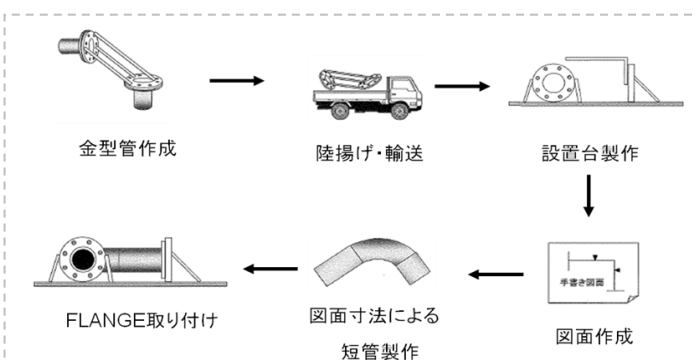 金型管作成
陸揚げ・輸送
設置台製作
手書き図面
図面作成
図面寸法による
短管製作
FLANGE取り付け